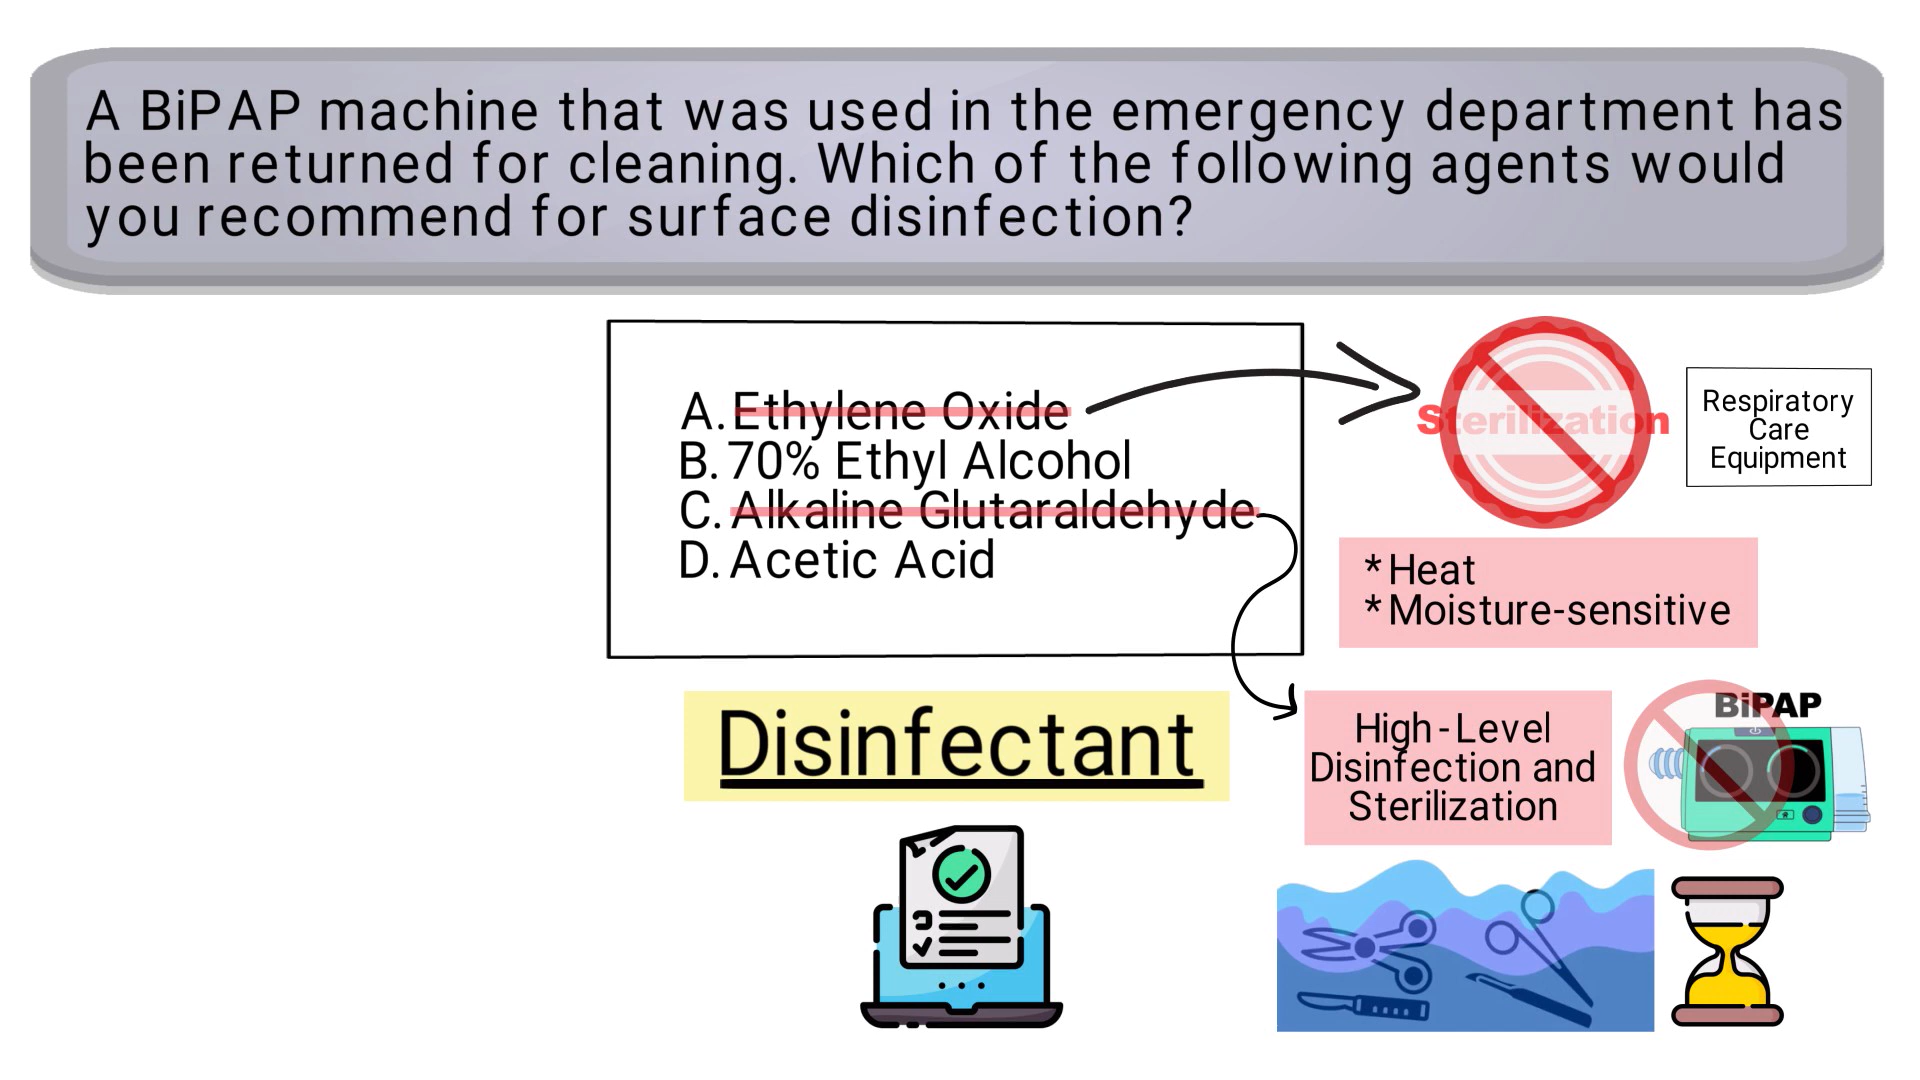 A BiPAP machine that was used in the emergency department has
been returned for cleaning. Which of the following agents would
you recommend for surface disinfection?
A. Ethylene Oxide
B. 70% Ethyl Alcohol
C. Alkaline Glutaraldehyde
D. Acetic Acid
Sterilization
Respiratory
Care
Equipment
* Heat
* Moisture-sensitive
Disinfectant
High-Level
Disinfection and
Sterilization
BiPAP